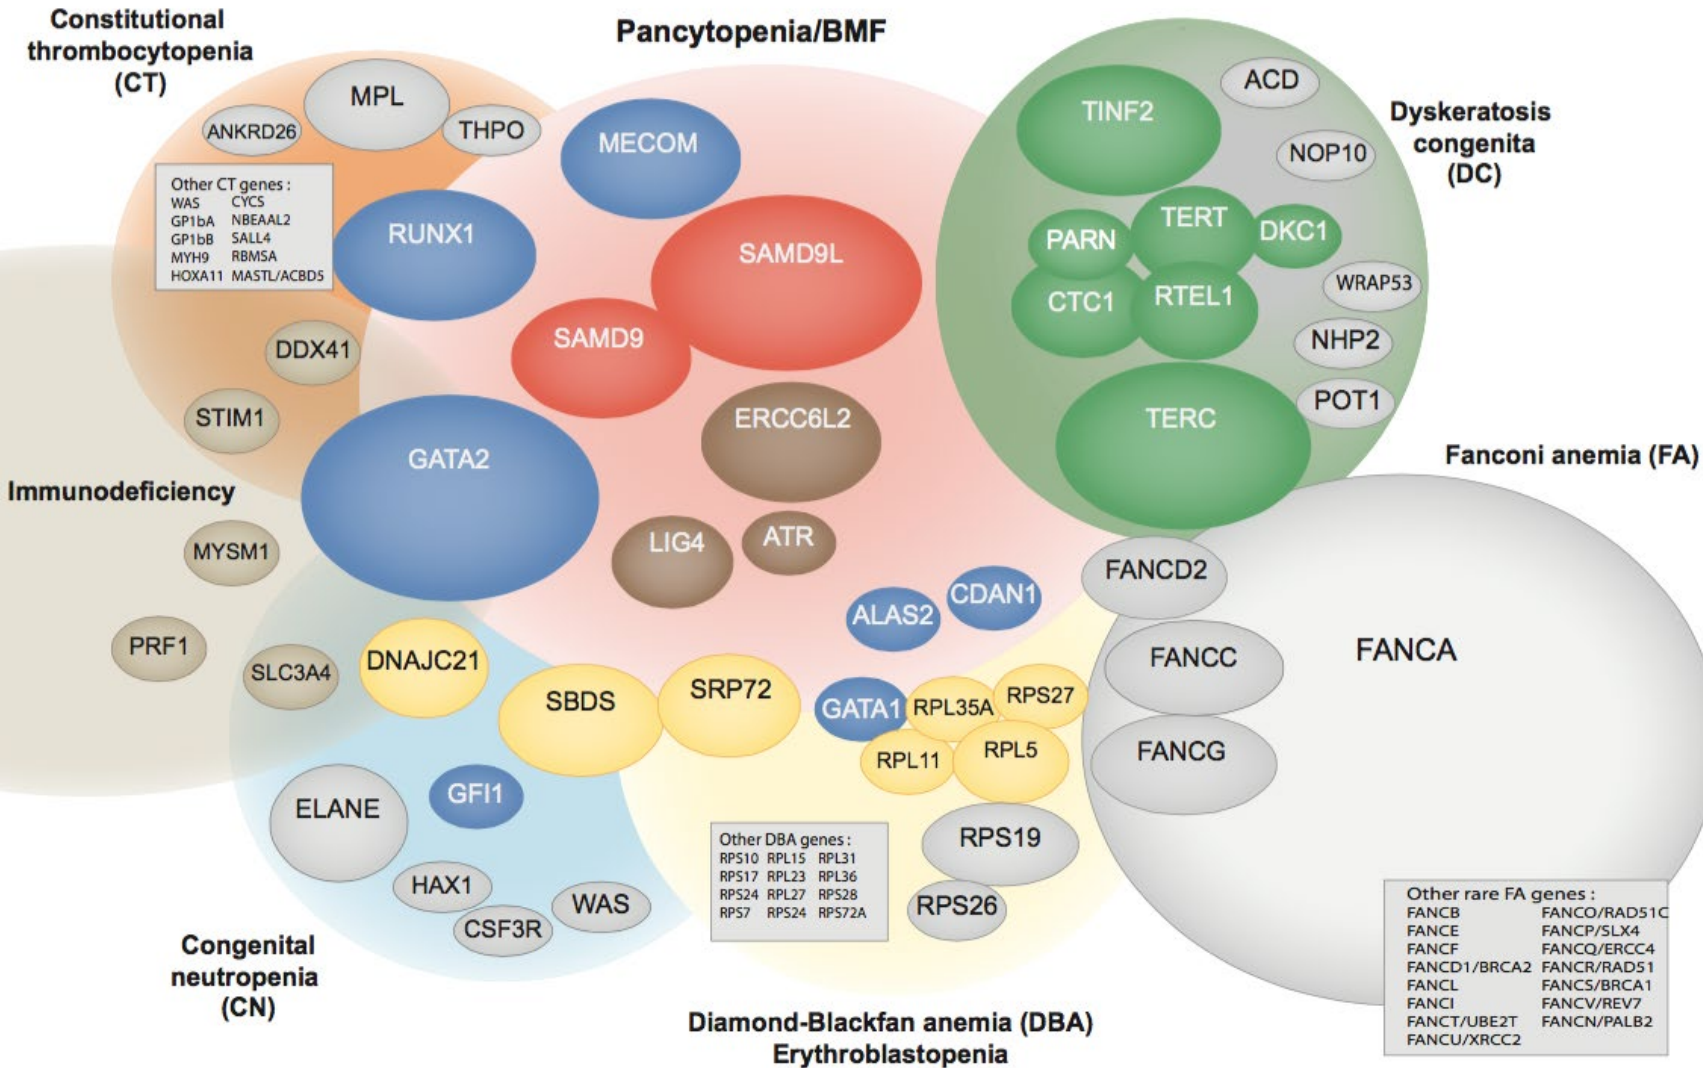 Constitutional
thrombocytopenia
(CT)
Pancytopenia/BMF
Dyskeratosis
congenita
(DC)
Fanconi anemia (FA)
Immunodeficiency
Congenital
neutropenia
(CN)
Diamond-Blackfan anemia (DBA)
Erythroblastopenia
MPL
ANKRD26
THPO
Other CT genes :
WAS CYCS
GP1bA NBEAAL2
GP1bB SALL4
MYH9 RBMSA
HOXA11 MASTL/ACBD5
RUNX1
DDX41
STIM1
GATA2
MYSM1
PRF1
SLC3A4
MECOM
SAMD9L
SAMD9
ERCC6L2
LIG4
ATR
ALAS2
CDAN1
TINF2
ACD
NOP10
PARN
TERT
DKC1
CTC1
RTEL1
WRAP53
NHP2
POT1
TERC
FANCD2
FANCC
FANCG
FANCA
DNAJC21
SBDS
SRP72
GATA1
RPL35A
RPS27
RPL11
RPL5
RPS19
RPS26
ELANE
GFI1
HAX1
CSF3R
WAS
Other DBA genes :
RPS10 RPL15 RPL31
RPS17 RPL23 RPL36
RPS24 RPL27 RPS28
RPS7 RPS24 RPS72A
Other rare FA genes :
FANCB FANCO/RAD51C
FANCE FANCP/SLX4
FANCF FANCQ/ERCC4
FANCD1/BRCA2 FANCR/RAD51
FANCL FANCS/BRCA1
FANCI FANCV/REV7
FANCT/UBE2T FANCN/PALB2
FANCU/XRCC2